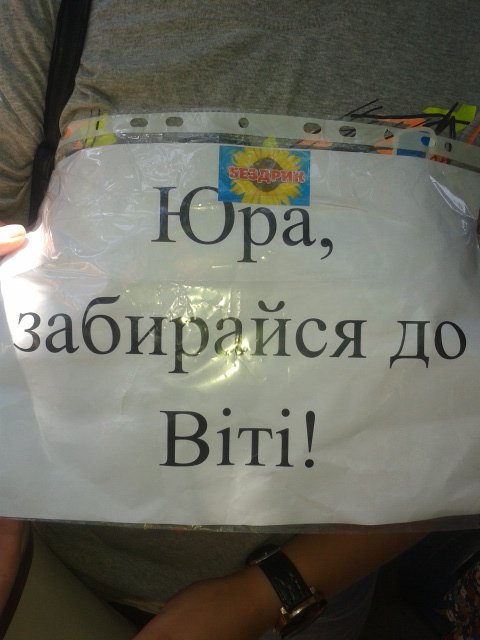 БЕЗДРИК
Юра,
забирайся до
Віті!